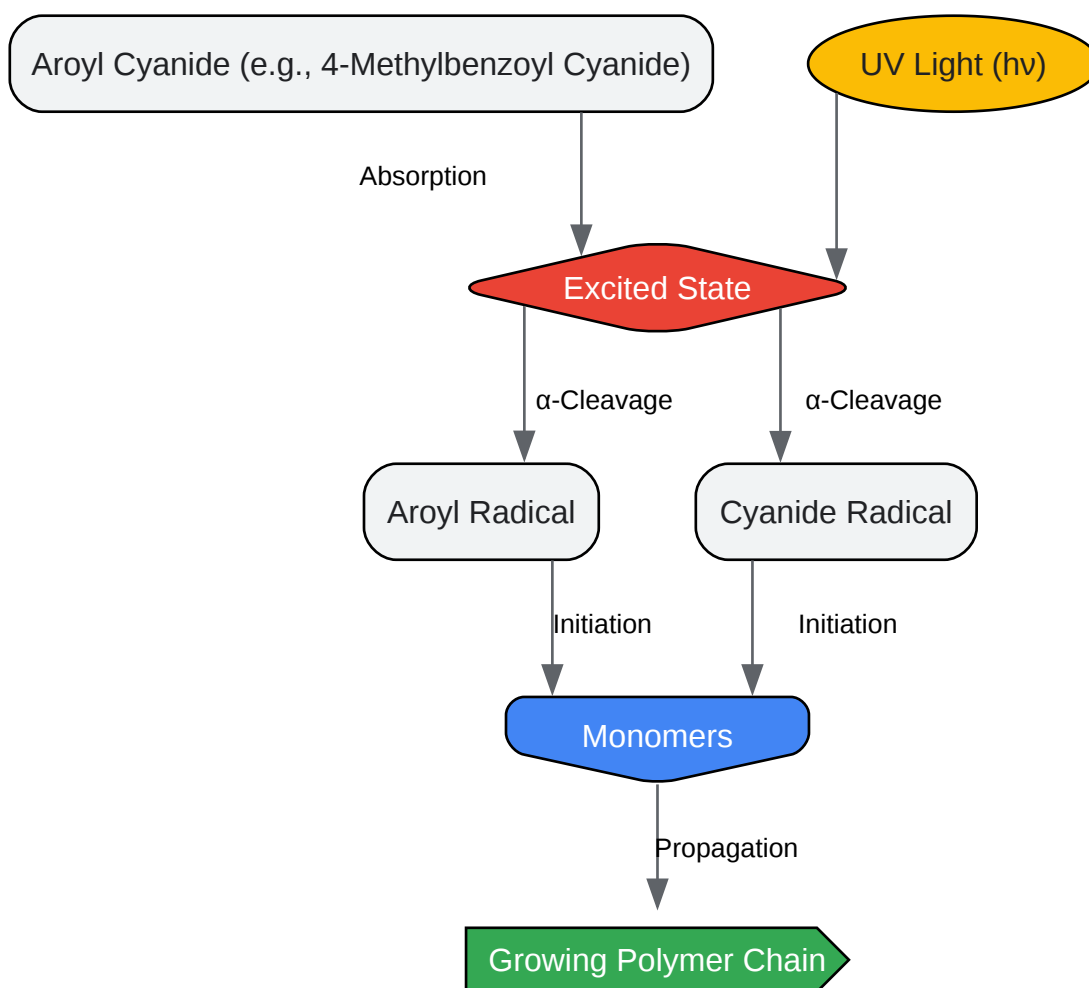 Aroyl Cyanide (e.g., 4-Methylbenzoyl Cyanide)
UV Light (hν)
Absorption
Excited State
α-Cleavage
α-Cleavage
Aroyl Radical
Cyanide Radical
Initiation
Initiation
Monomers
Propagation
Growing Polymer Chain